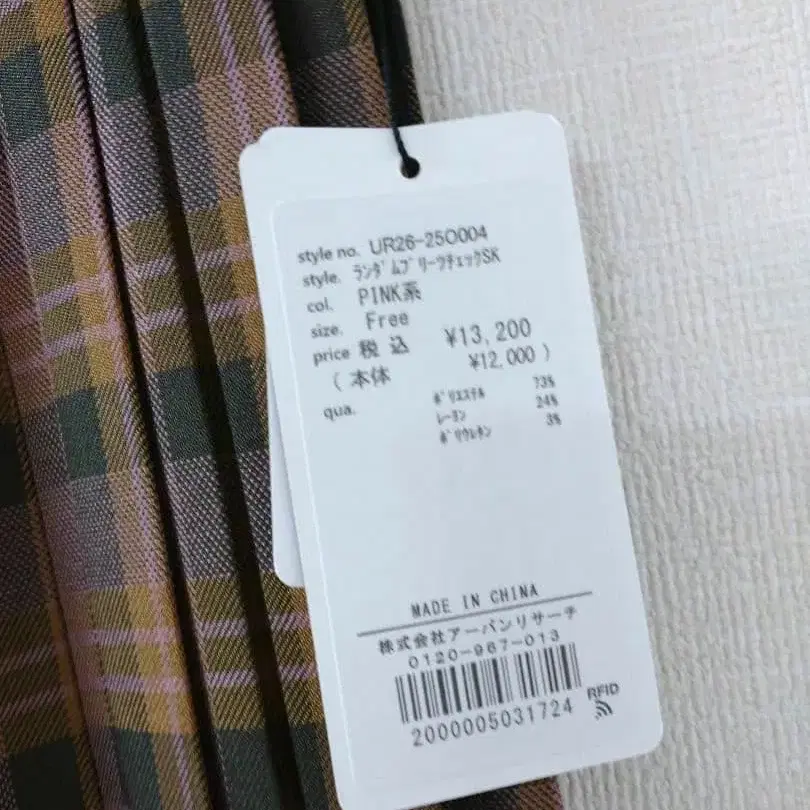 style no. UR26-25O004
style. ﾗﾝﾀﾞﾑﾌﾟﾘｰﾂﾁｪｯｸSK
col. PINK系
size. Free
price 税込 ¥13,200
(本体 ¥12,000)
qua. ﾎﾟﾘｴｽﾃﾙ 73%
ﾚｰﾖﾝ 24%
ﾎﾟﾘｳﾚﾀﾝ 3%
MADE IN CHINA
株式会社アーバンリサーチ
0120-967-013
RFID
2000005031724